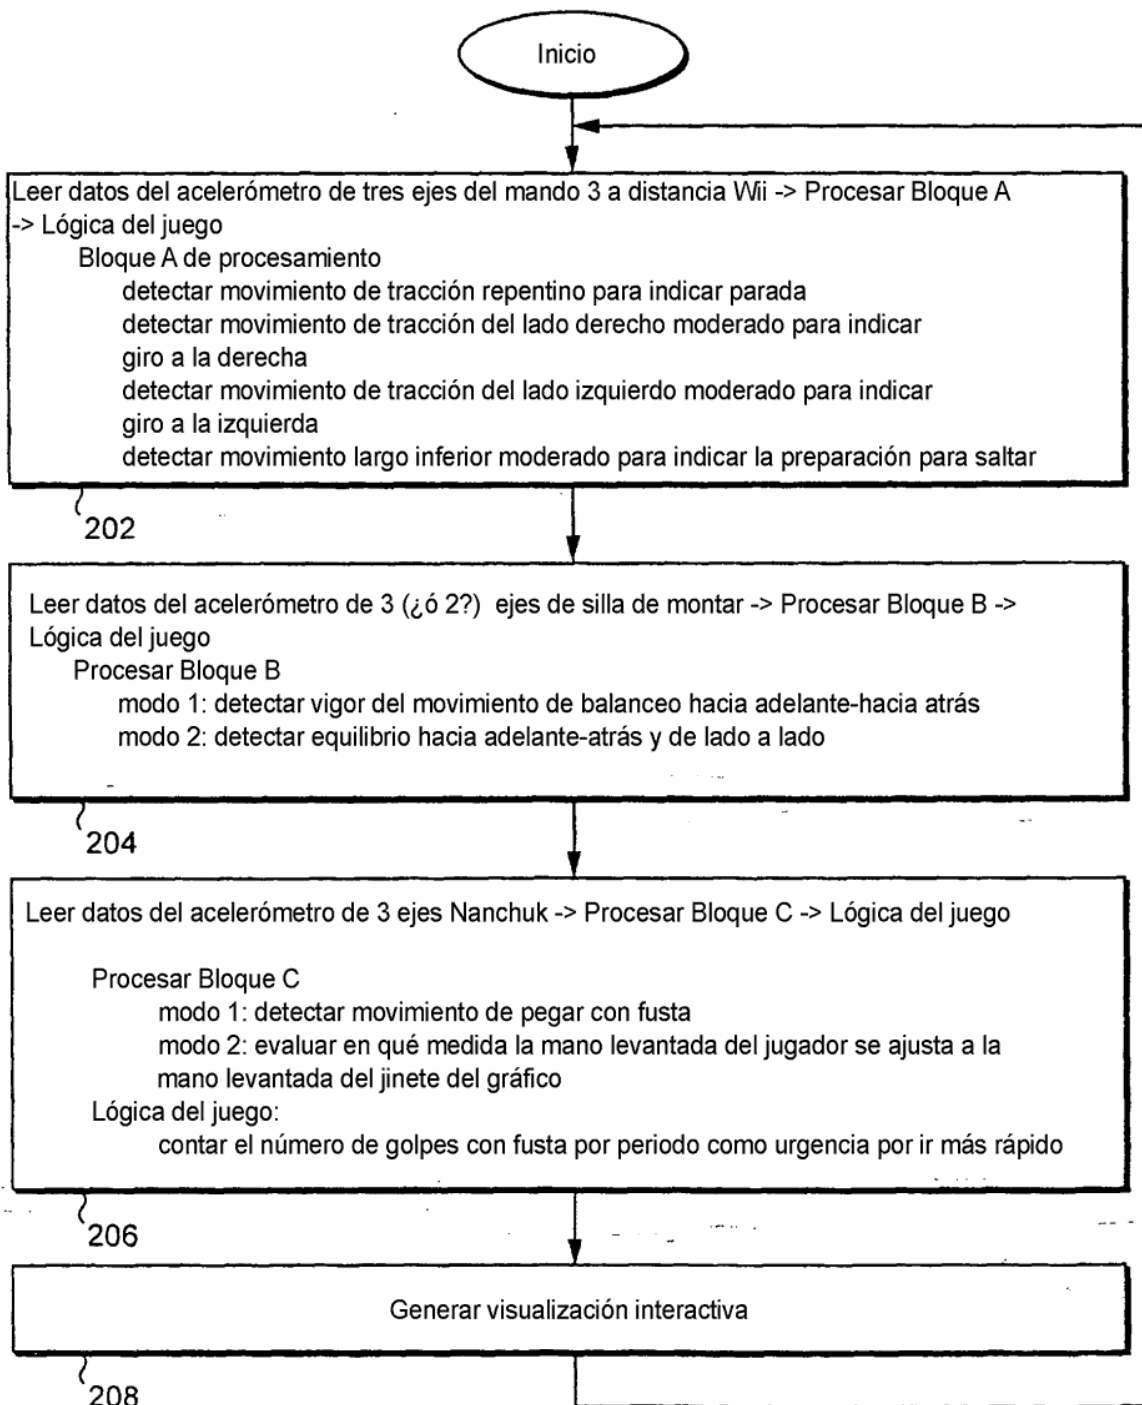 Inicio
Leer datos del acelerómetro de tres ejes del mando 3 a distancia Wii -> Procesar Bloque A
-> Lógica del juego
Bloque A de procesamiento
detectar movimiento de tracción repentino para indicar parada
detectar movimiento de tracción del lado derecho moderado para indicar
giro a la derecha
detectar movimiento de tracción del lado izquierdo moderado para indicar
giro a la izquierda
detectar movimiento largo inferior moderado para indicar la preparación para saltar
202
Leer datos del acelerómetro de 3 (¿ó 2?) ejes de silla de montar -> Procesar Bloque B ->
Lógica del juego
Procesar Bloque B
modo 1: detectar vigor del movimiento de balanceo hacia adelante-hacia atrás
modo 2: detectar equilibrio hacia adelante-atrás y de lado a lado
204
Leer datos del acelerómetro de 3 ejes Nanchuk -> Procesar Bloque C -> Lógica del juego
Procesar Bloque C
modo 1: detectar movimiento de pegar con fusta
modo 2: evaluar en qué medida la mano levantada del jugador se ajusta a la
mano levantada del jinete del gráfico
Lógica del juego:
contar el número de golpes con fusta por periodo como urgencia por ir más rápido
206
Generar visualización interactiva
208